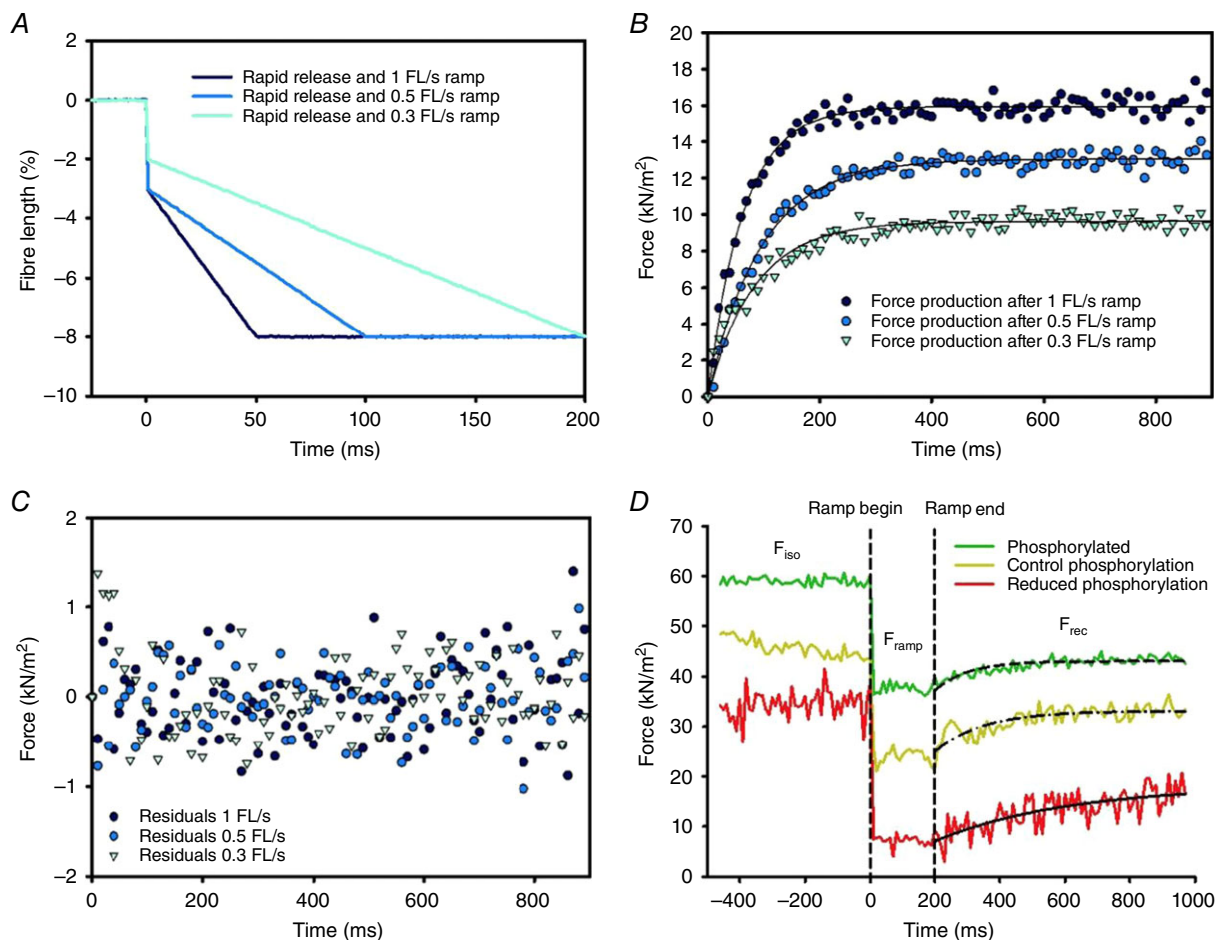 A
2
0
−2
−4
−6
−8
−10
Fibre length (%)
Rapid release and 1 FL/s ramp
Rapid release and 0.5 FL/s ramp
Rapid release and 0.3 FL/s ramp
0 50 100 150 200
Time (ms)
B
20
18
16
14
12
10
8
6
4
2
0
Force (kN/m²)
Force production after 1 FL/s ramp
Force production after 0.5 FL/s ramp
Force production after 0.3 FL/s ramp
0 200 400 600 800
Time (ms)
C
2
1
0
−1
−2
Force (kN/m²)
Residuals 1 FL/s
Residuals 0.5 FL/s
Residuals 0.3 FL/s
0 200 400 600 800
Time (ms)
D
Ramp begin Ramp end
70
60
50
40
30
20
10
0
Force (kN/m²)
Phosphorylated
Control phosphorylation
Reduced phosphorylation
Fiso
Framp
Frec
−400 −200 0 200 400 600 800 1000
Time (ms)